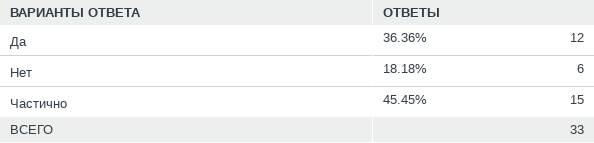 ВАРИАНТЫ ОТВЕТА ОТВЕТЫ
Да 36.36% 12
Нет 18.18% 6
Частично 45.45% 15
ВСЕГО 33